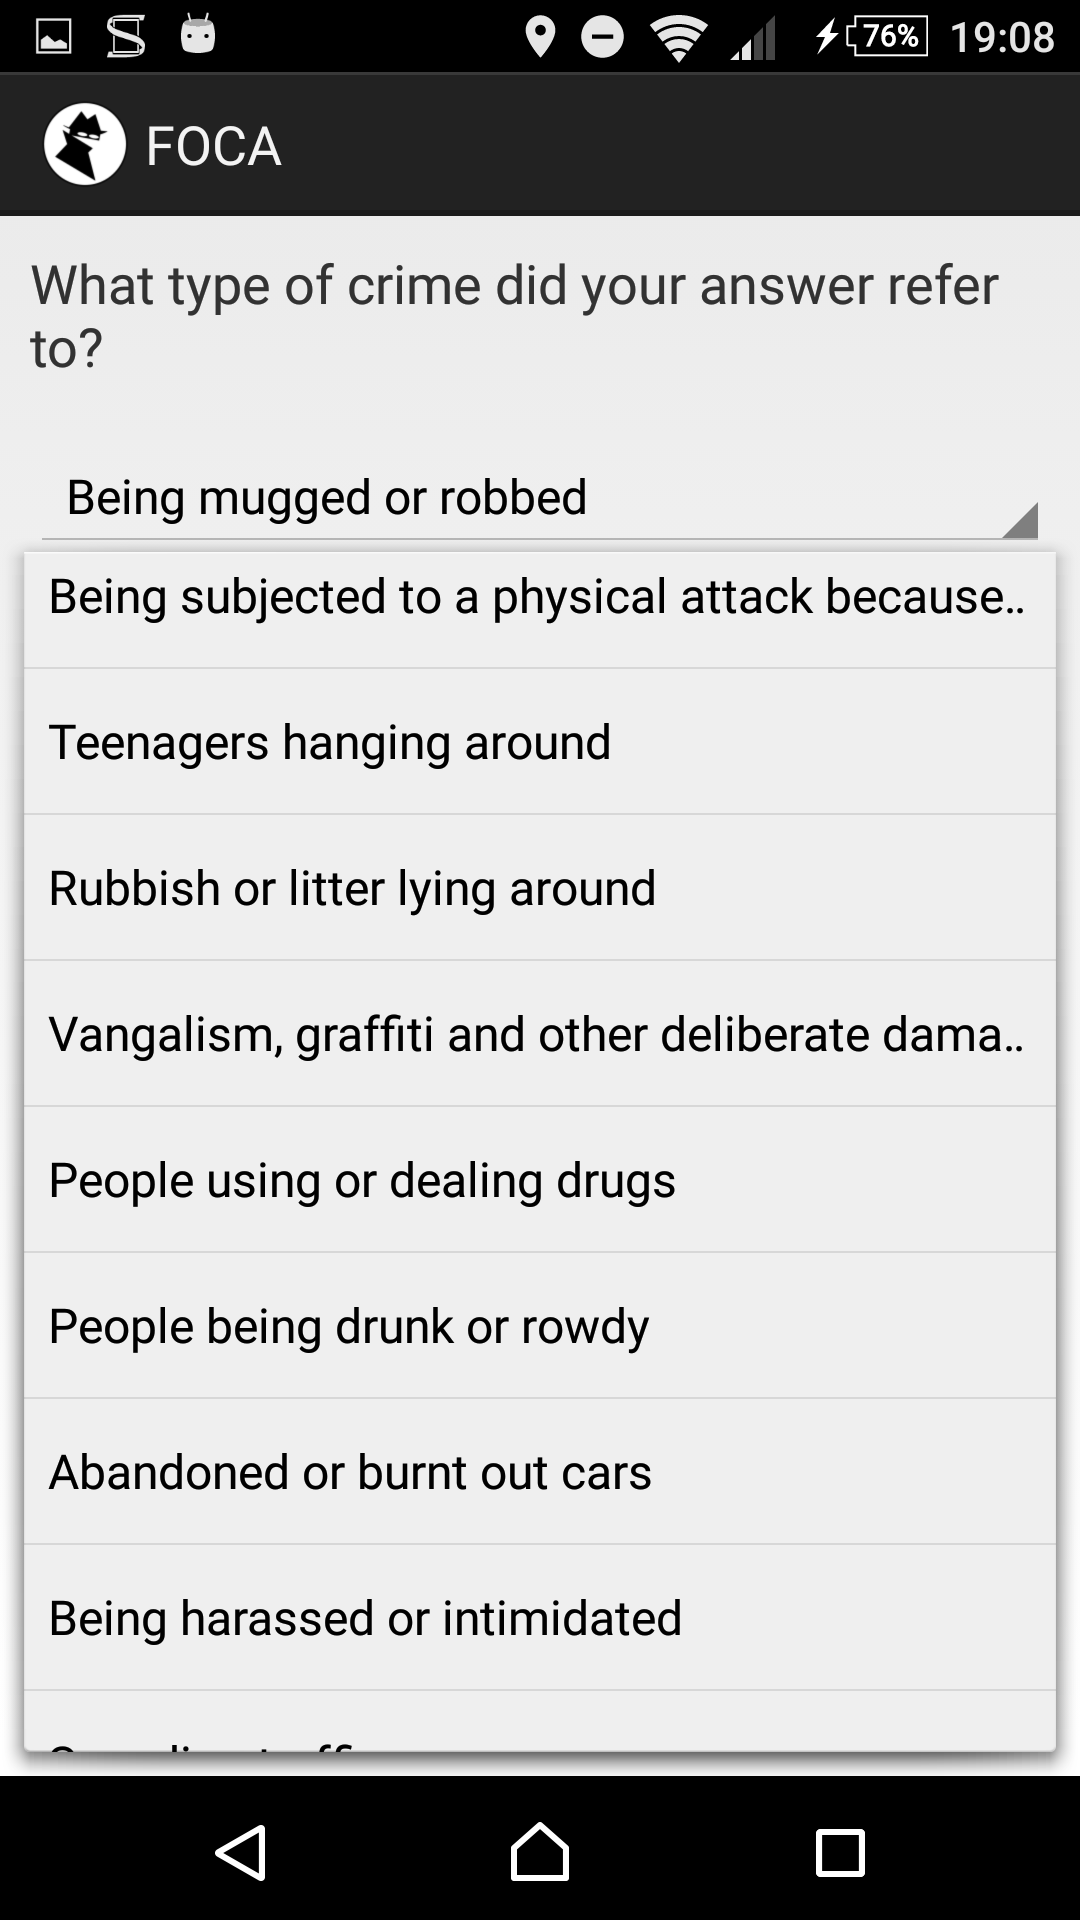 76% 19:08
FOCA
What type of crime did your answer refer
to?
Being mugged or robbed
Being subjected to a physical attack because..
Teenagers hanging around
Rubbish or litter lying around
Vangalism, graffiti and other deliberate dama..
People using or dealing drugs
People being drunk or rowdy
Abandoned or burnt out cars
Being harassed or intimidated